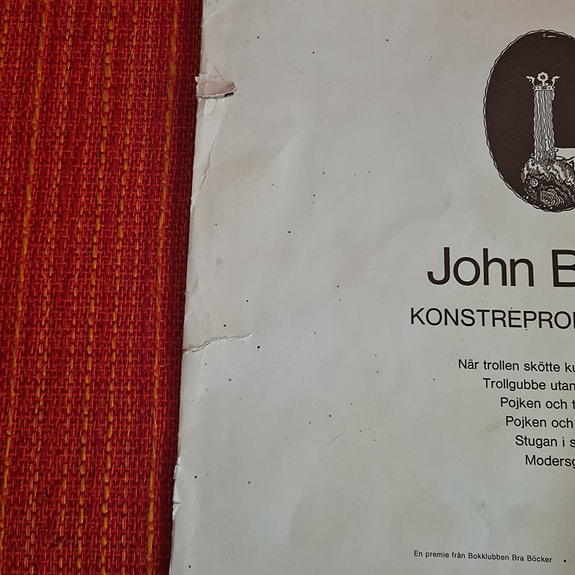 John B
KONSTREPRO
När trollen skötte ku
Trollgubbe utan
Pojken och t
Pojken och
Stugan i s
Modersg
En premie från Bokklubben Bra Böcker •